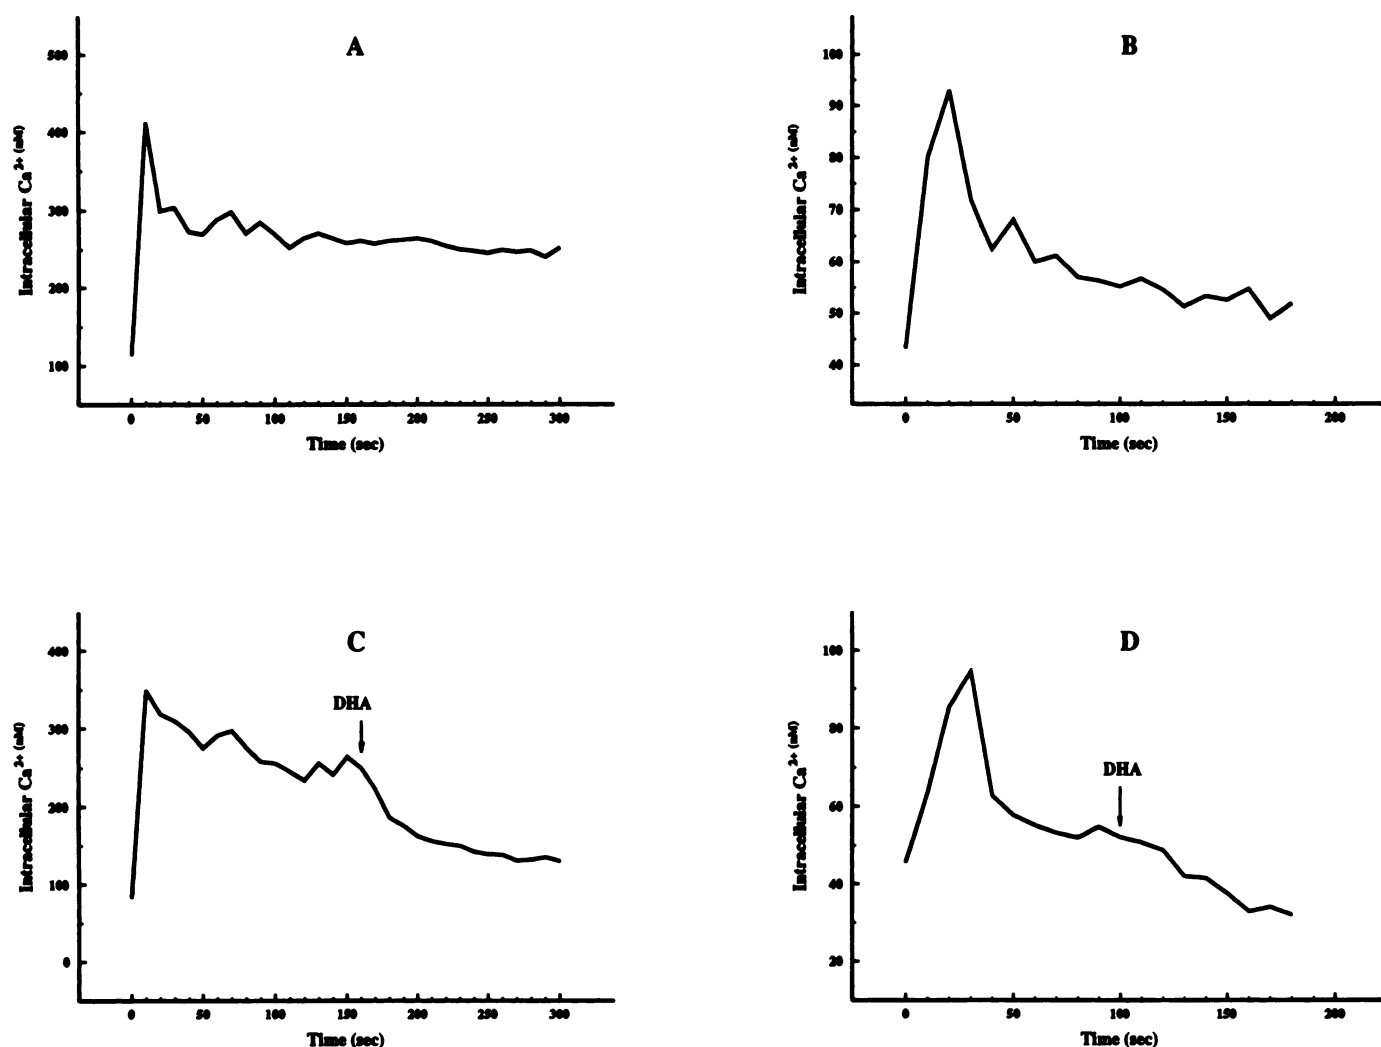 A
500
400
300
200
100
Intracellular Ca2+ (nM)
0 50 100 150 200 250 300
Time (sec)
B
100
90
80
70
60
50
40
Intracellular Ca2+ (nM)
0 50 100 150 200
Time (sec)
C
400
300
200
100
0
Intracellular Ca2+ (nM)
DHA
0 50 100 150 200 250 300
Time (sec)
D
100
80
60
40
20
Intracellular Ca2+ (nM)
DHA
0 50 100 150 200
Time (sec)